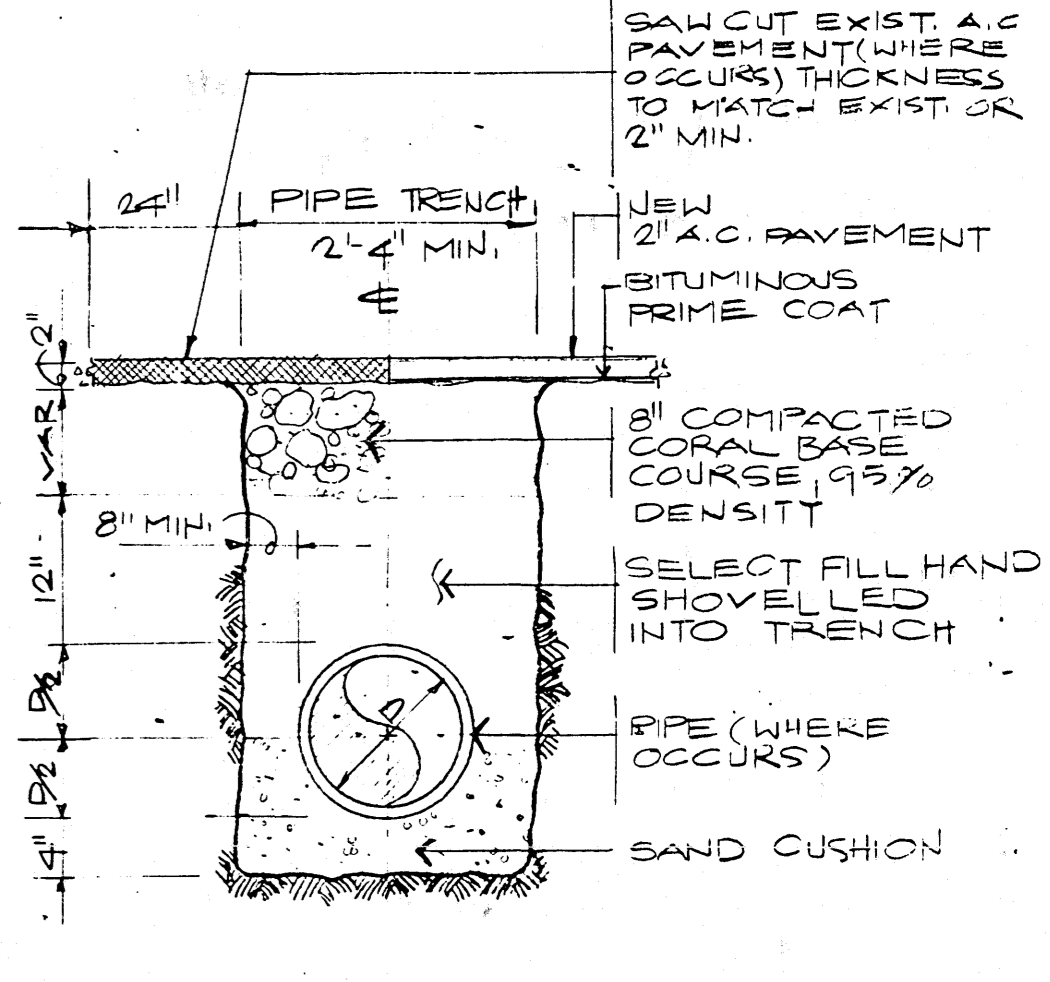 SAW CUT EXIST. A.C
PAVEMENT (WHERE
OCCURS) THICKNESS
TO MATCH EXIST. OR
2" MIN.
24"
PIPE TRENCH
2'-4" MIN.
℄
NEW
2" A.C. PAVEMENT
BITUMINOUS
PRIME COAT
2"
VAR
8" COMPACTED
CORAL BASE
COURSE, 95%
DENSITY
8" MIN.
12"
SELECT FILL HAND
SHOVELLED
INTO TRENCH
D/2
D
PIPE (WHERE
OCCURS)
D/2
4"
SAND CUSHION